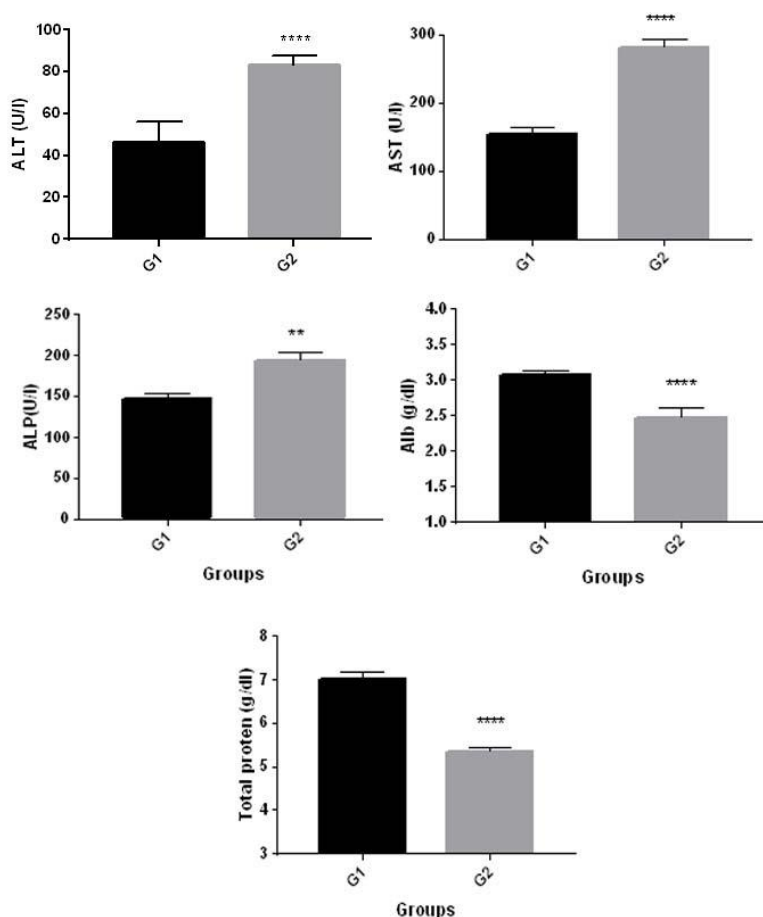 ALT (U/l)
100
80
60
40
20
0
****
G1
G2
AST (U/l)
300
200
100
0
****
G1
G2
ALP(U/l)
250
200
150
100
50
0
**
G1
G2
Groups
Alb (g/dl)
4.0
3.5
3.0
2.5
2.0
1.5
1.0
****
G1
G2
Groups
Total proten (g/dl)
8
7
6
5
4
3
****
G1
G2
Groups